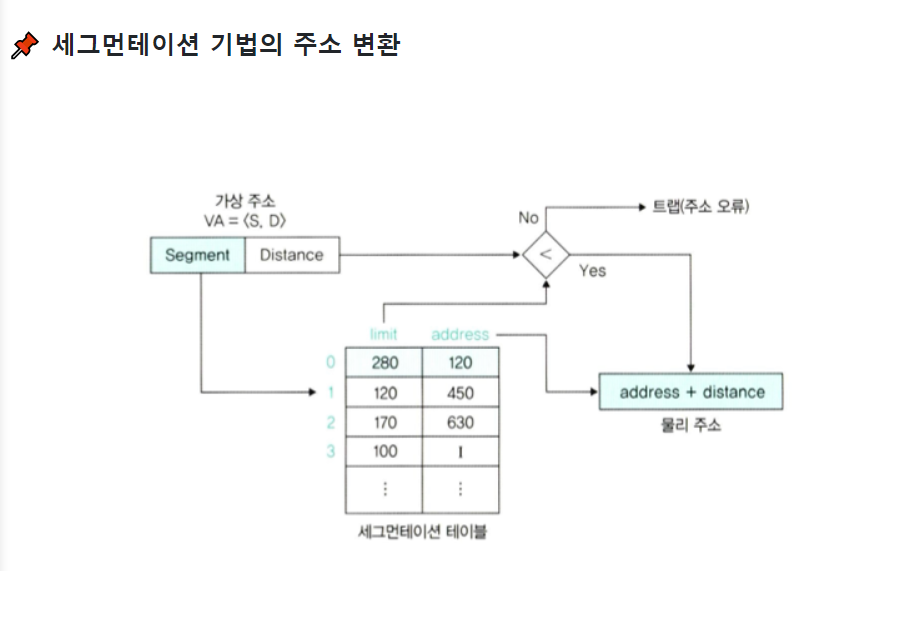 📌 세그먼테이션 기법의 주소 변환
가상 주소
VA = ⟨S, D⟩
Segment Distance
No
트랩(주소 오류)
<
Yes
limit address
0 280 120
1 120 450
2 170 630
3 100 I
⋮ ⋮
세그먼테이션 테이블
address + distance
물리 주소